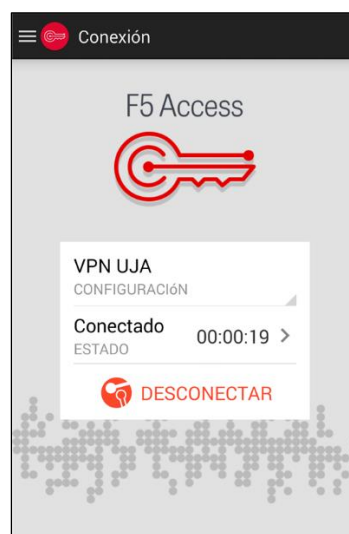 Conexión
F5 Access
VPN UJA
CONFIGURACIóN
Conectado
ESTADO
00:00:19
DESCONECTAR